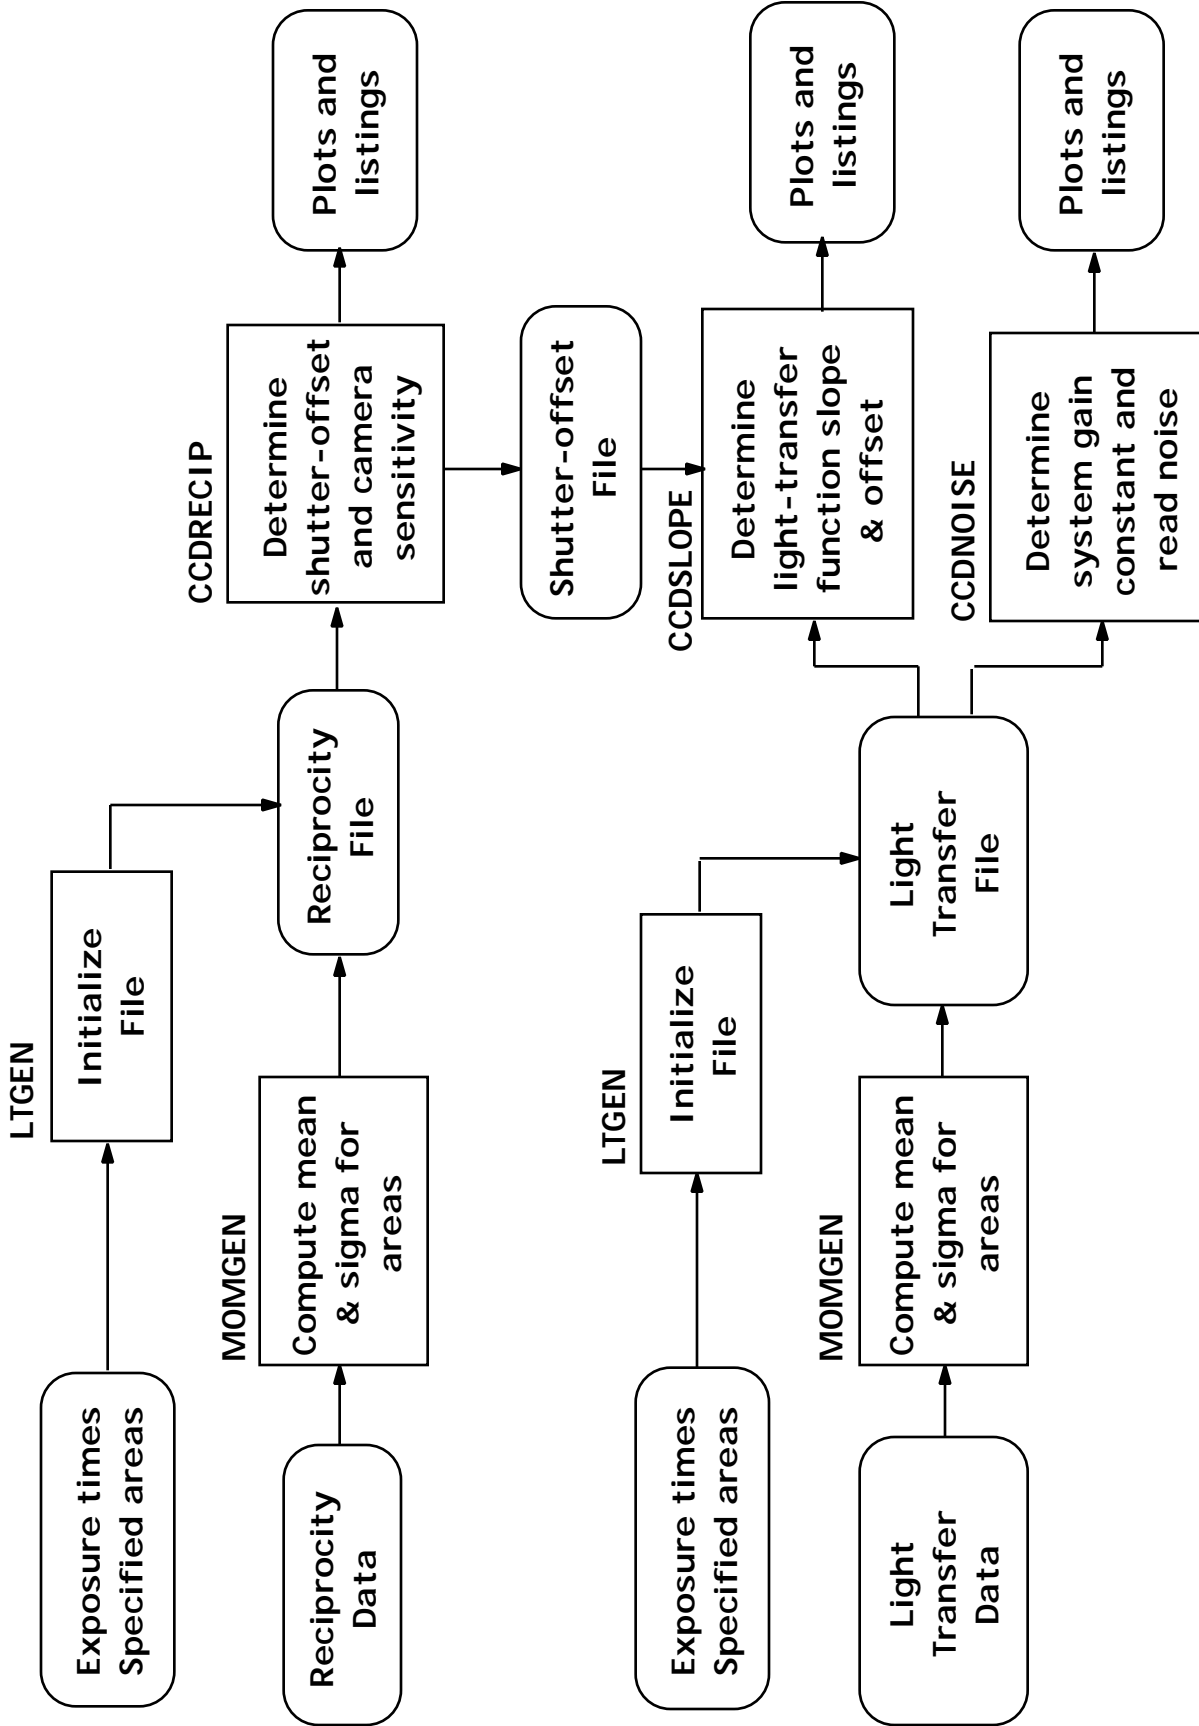 LTGEN
Exposure times
Specified areas
Initialize
File
MOMGEN
CCDRECIP
Reciprocity
Data
Compute mean
& sigma for
areas
Reciprocity
File
Determine
shutter-offset
and camera
sensitivity
Plots and
listings
Shutter-offset
File
LTGEN
CCDSLOPE
Exposure times
Specified areas
Initialize
File
Determine
light-transfer
function slope
& offset
Plots and
listings
MOMGEN
CCDNOISE
Light
Transfer
Data
Compute mean
& sigma for
areas
Light
Transfer
File
Determine
system gain
constant and
read noise
Plots and
listings